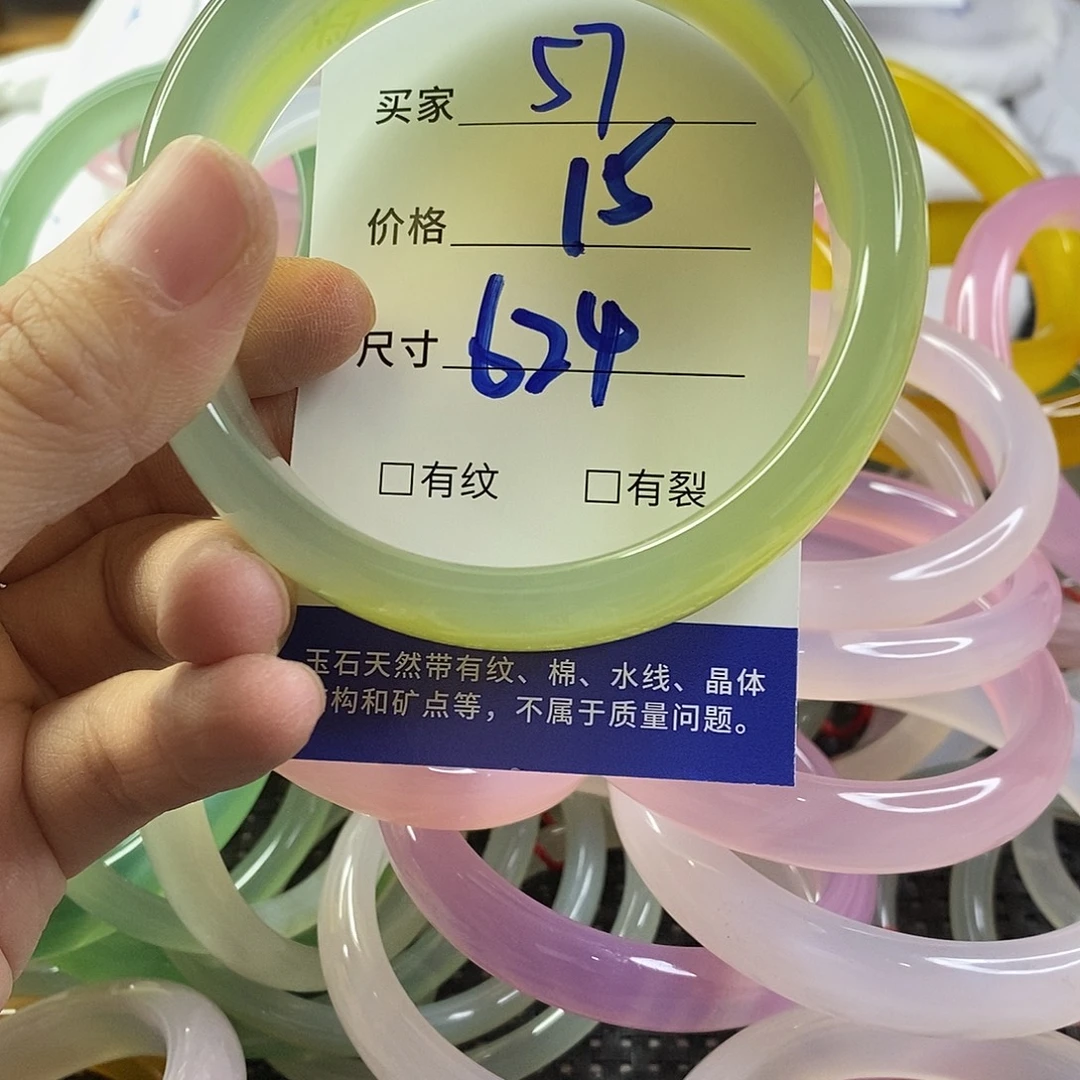 买家 57
价格 15
尺寸 624
□有纹 □有裂
玉石天然带有纹、棉、水线、晶体
构和矿点等，不属于质量问题。